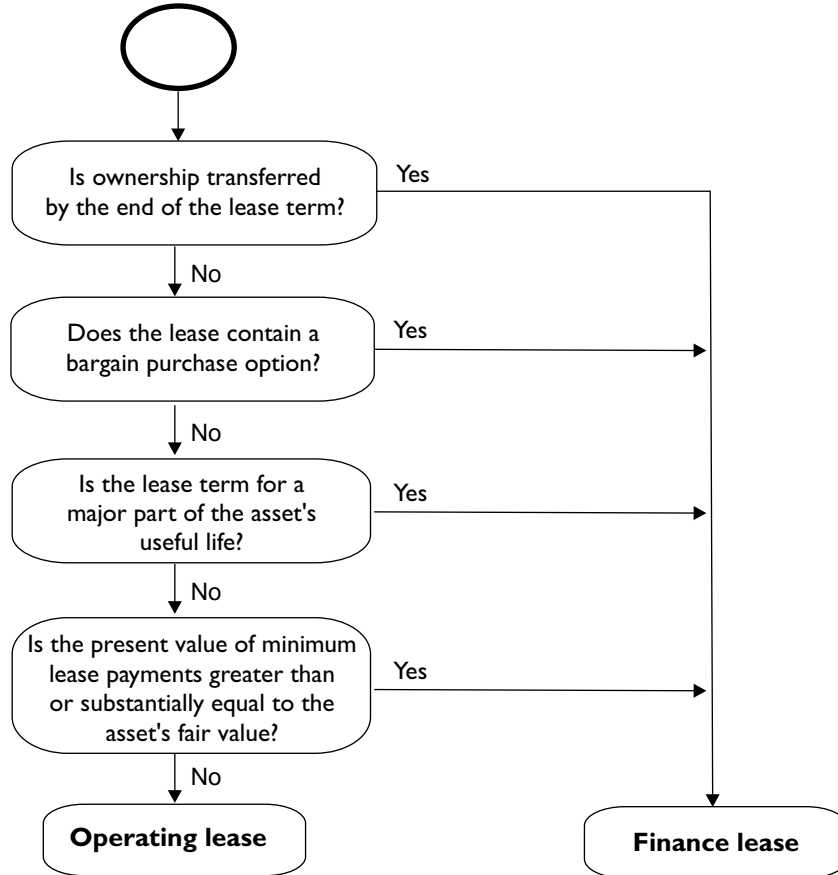 Is ownership transferred
by the end of the lease term?
Yes
No
Does the lease contain a
bargain purchase option?
Yes
No
Is the lease term for a
major part of the asset's
useful life?
Yes
No
Is the present value of minimum
lease payments greater than
or substantially equal to the
asset's fair value?
Yes
No
Operating lease
Finance lease